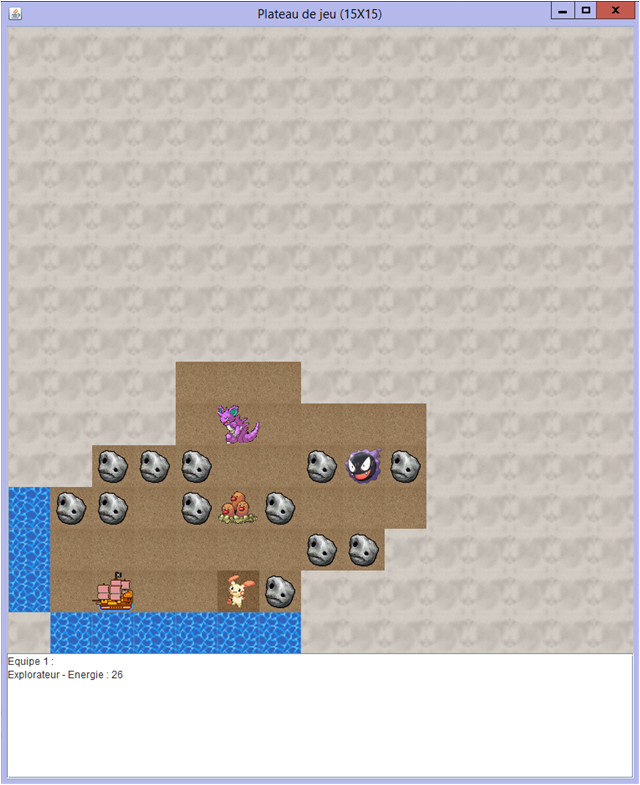 Plateau de jeu (15X15)
Equipe 1 :
Explorateur - Energie : 26